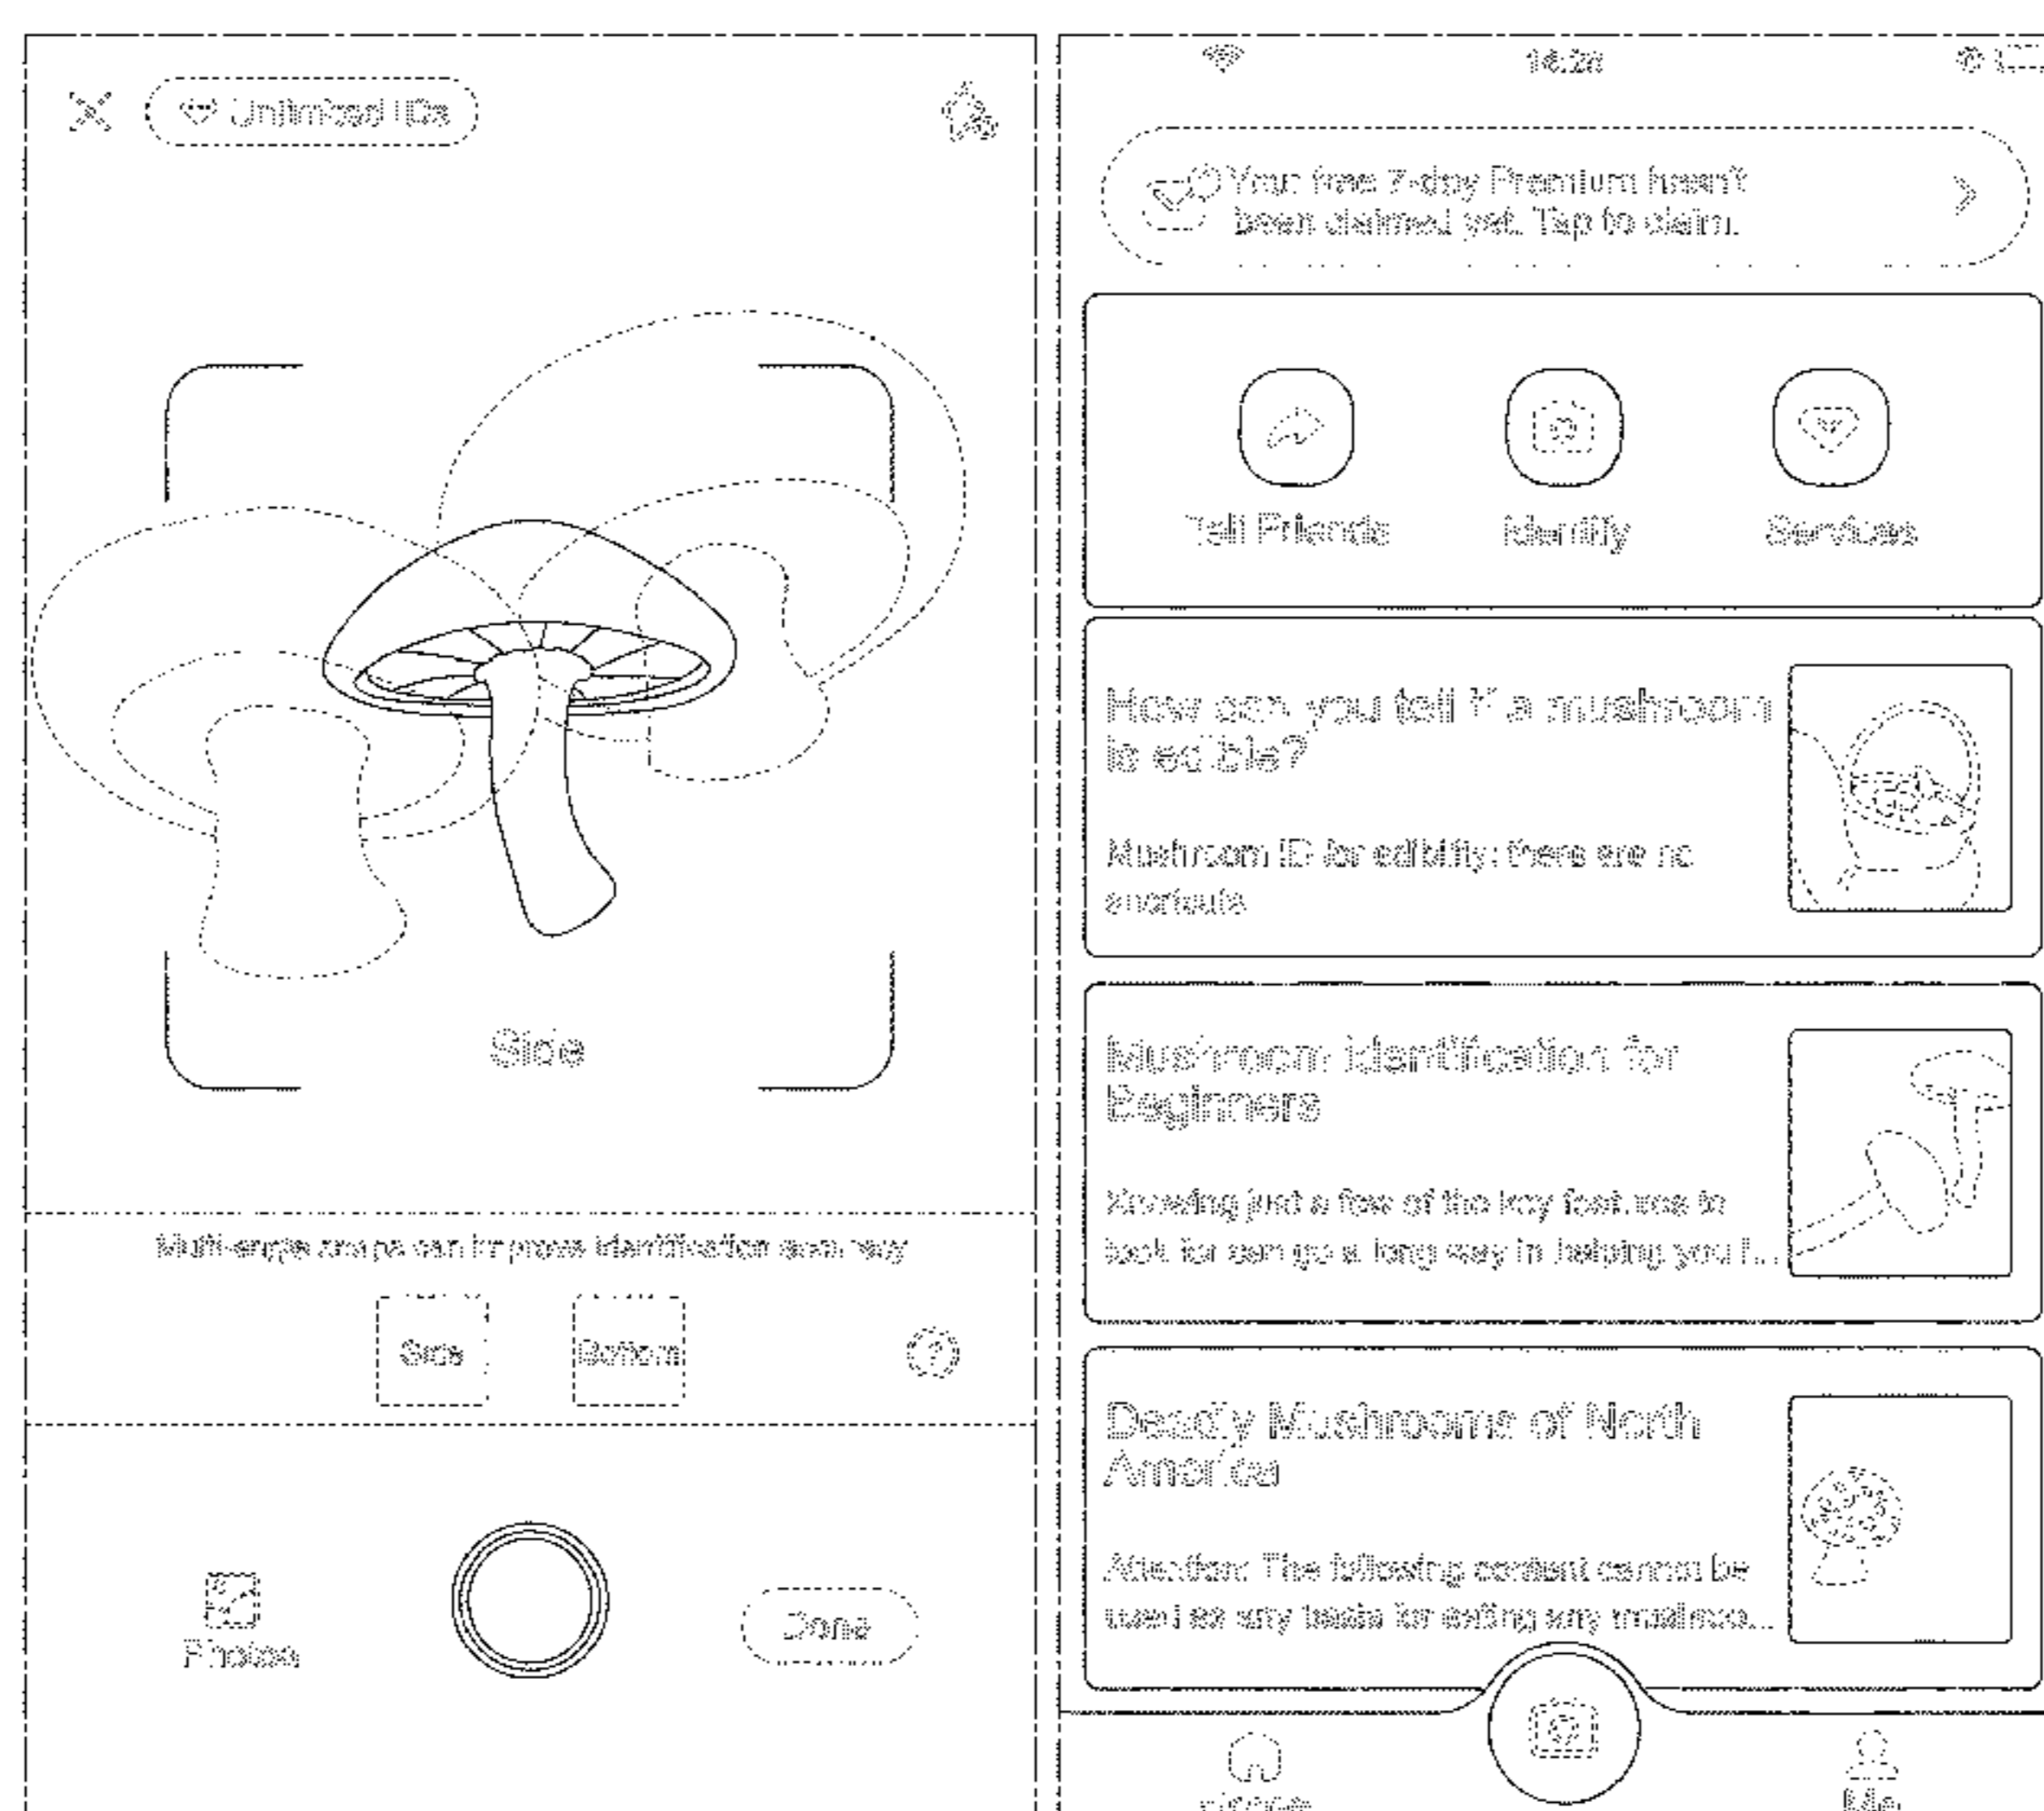 Unlimited IDs
Side
Multi-angle snaps can improve identification accuracy
Side
Bottom
?
Photos
Done
14:28
Your free 7-day Premium hasn't
been claimed yet. Tap to claim.
Tell Friends
Identify
Services
How can you tell if a mushroom
is edible?
Mushroom ID for edibility: there are no
shortcuts
Mushroom identification for
Beginners
Knowing just a few of the key features to
look for can go a long way in helping you i...
Deadly Mushrooms of North
America
Attention: The following content cannot be
used as any basis for eating any mushroo...
Home
Me